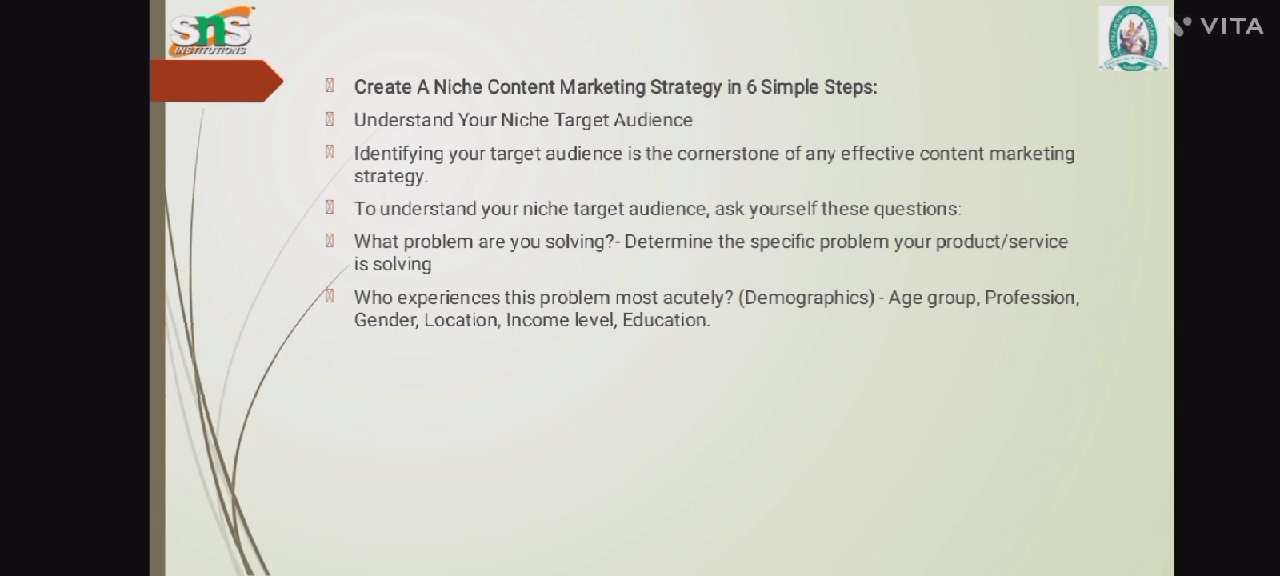 SNS
INSTITUTIONS
VITA
Create A Niche Content Marketing Strategy in 6 Simple Steps:
Understand Your Niche Target Audience
Identifying your target audience is the cornerstone of any effective content marketing
strategy.
To understand your niche target audience, ask yourself these questions:
What problem are you solving?- Determine the specific problem your product/service
is solving
Who experiences this problem most acutely? (Demographics) - Age group, Profession,
Gender, Location, Income level, Education.